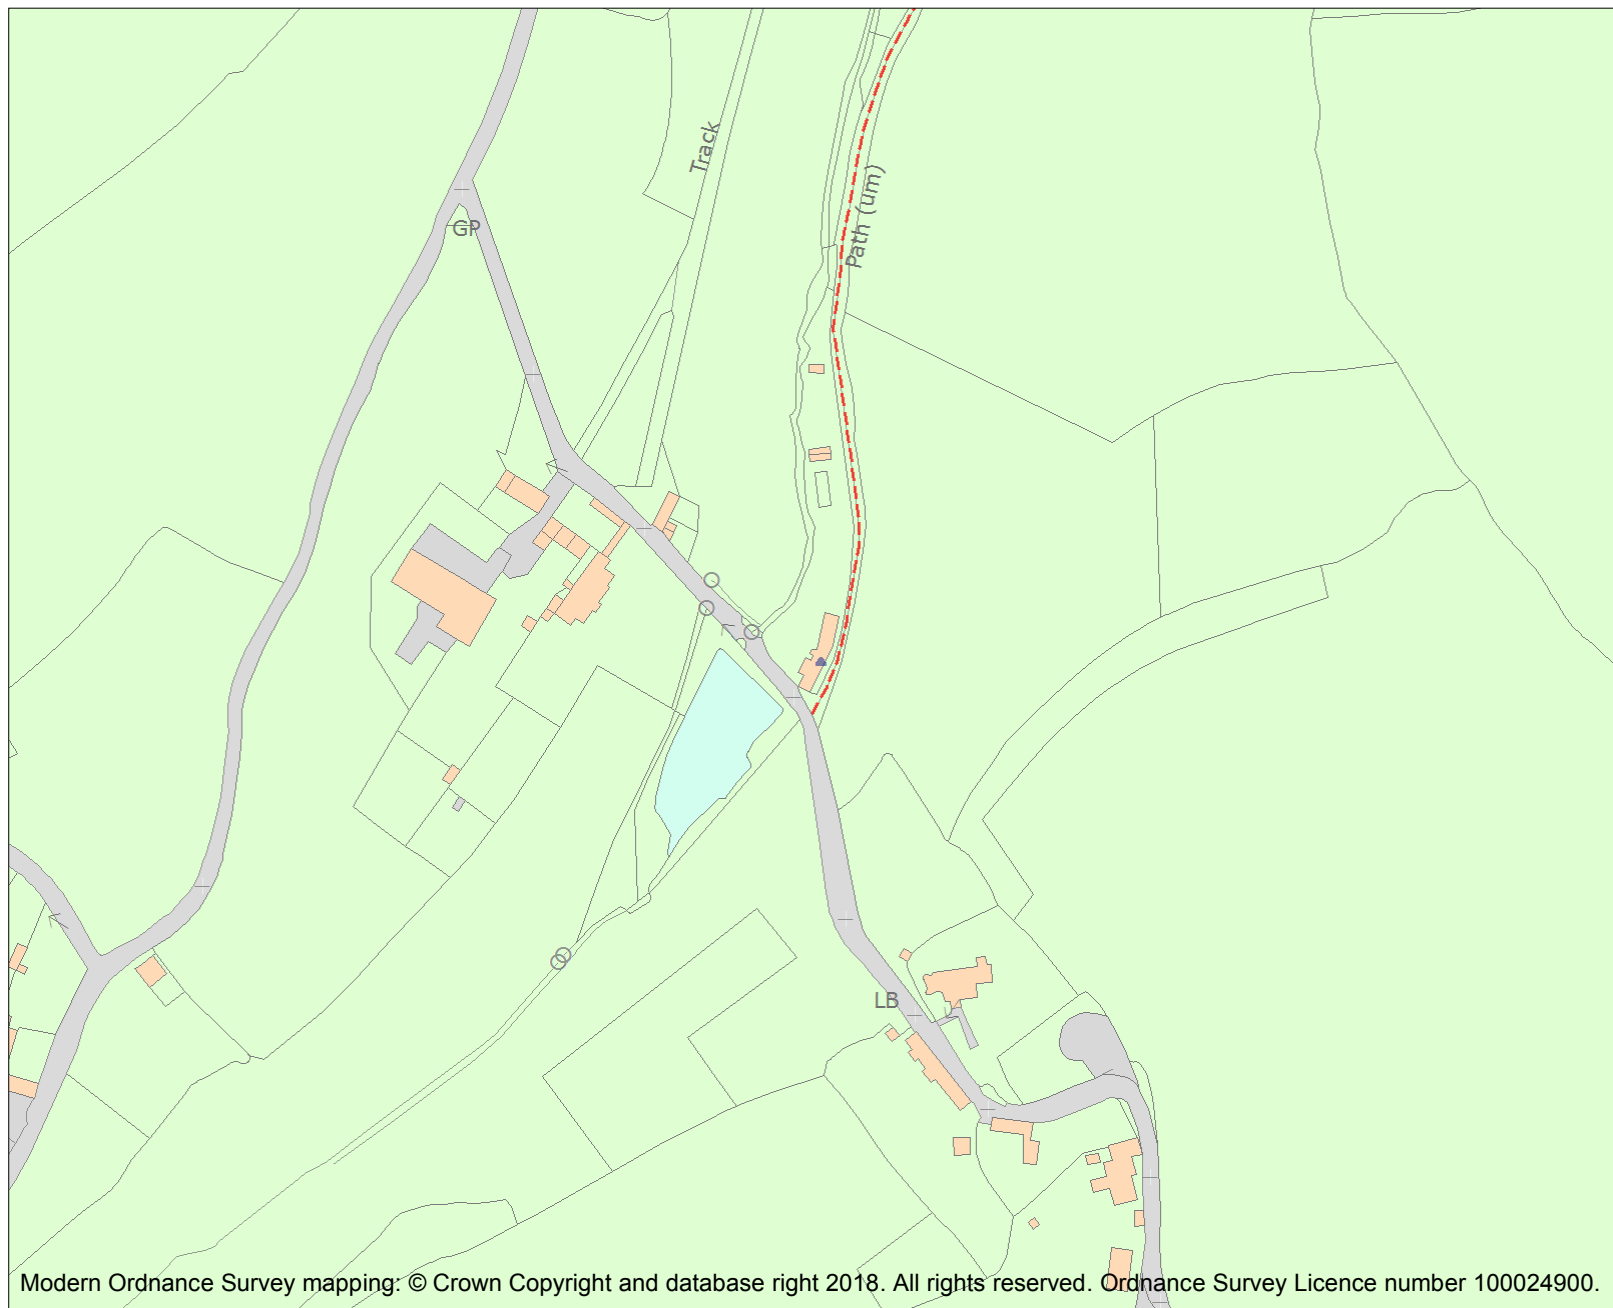 Track
Path (um)
GP
LB
Modern Ordnance Survey mapping: © Crown Copyright and database right 2018. All rights reserved. Ordnance Survey Licence number 100024900.